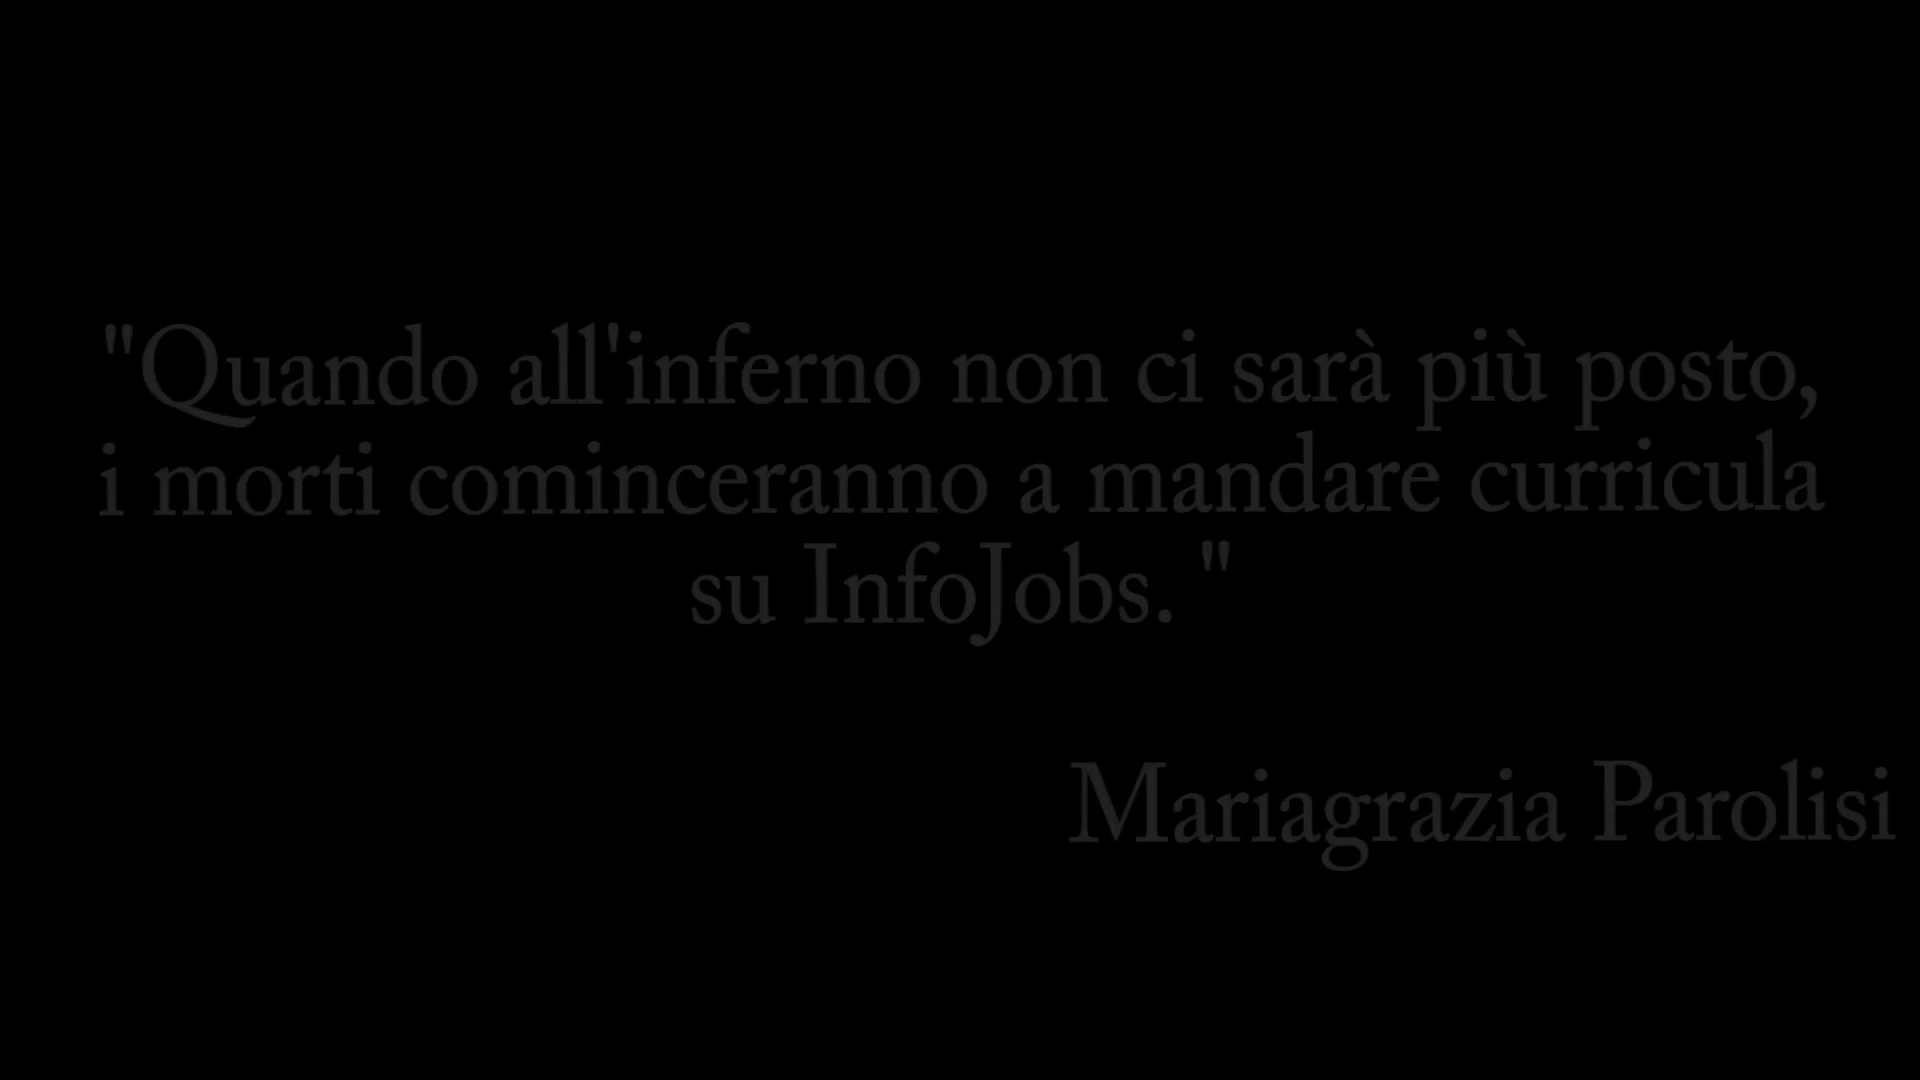 "Quando all'inferno non ci sarà più posto,
i morti cominceranno a mandare curricula
su InfoJobs. "
Mariagrazia Parolisi